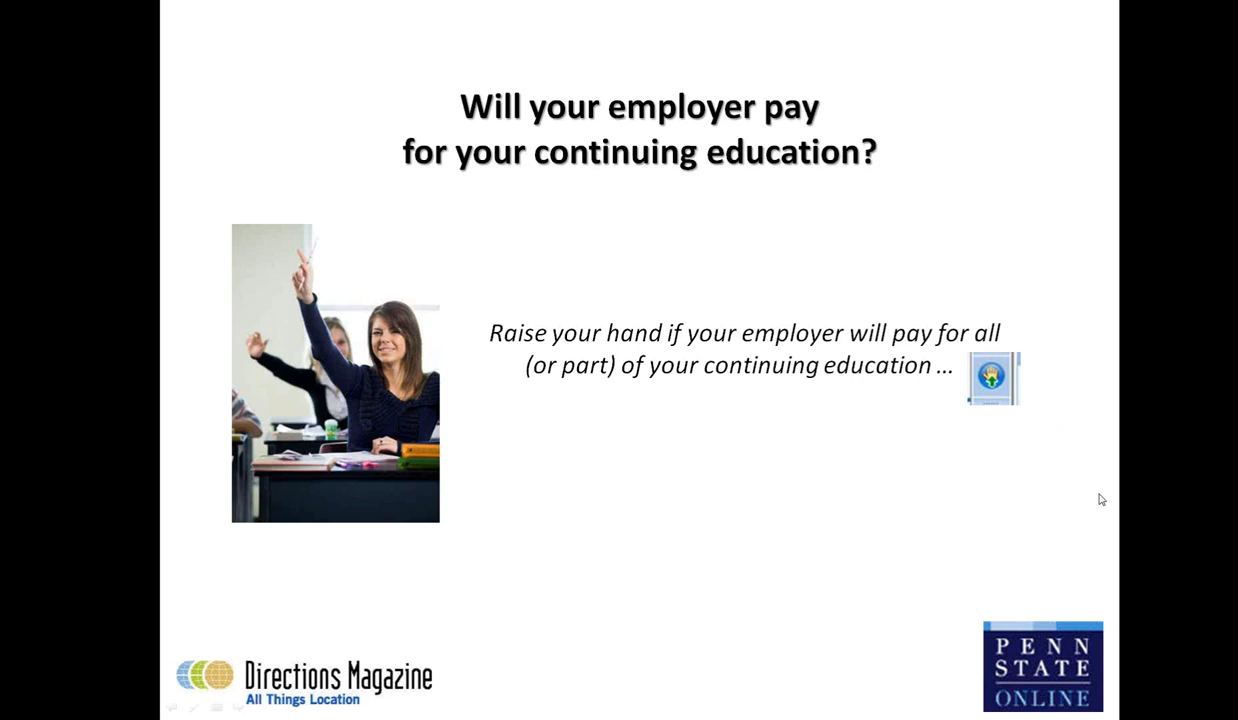 Will your employer pay
for your continuing education?
Raise your hand if your employer will pay for all
(or part) of your continuing education ...
Directions Magazine
All Things Location
PENN
STATE
ONLINE